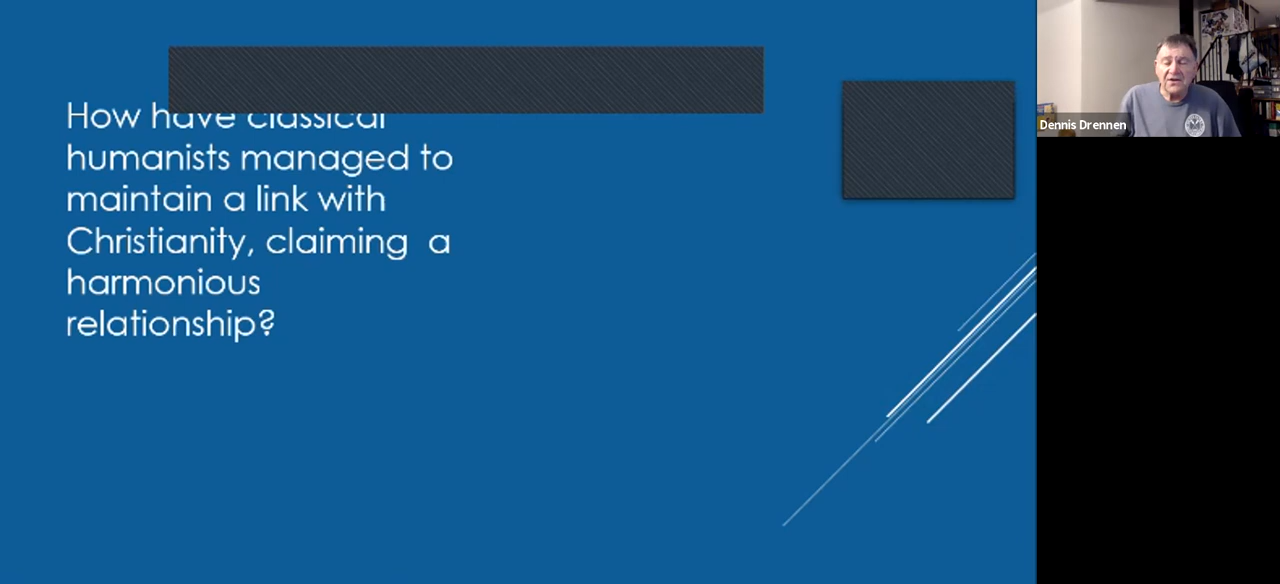 How have classical
humanists managed to
maintain a link with
Christianity, claiming a
harmonious
relationship?
Dennis Drennen